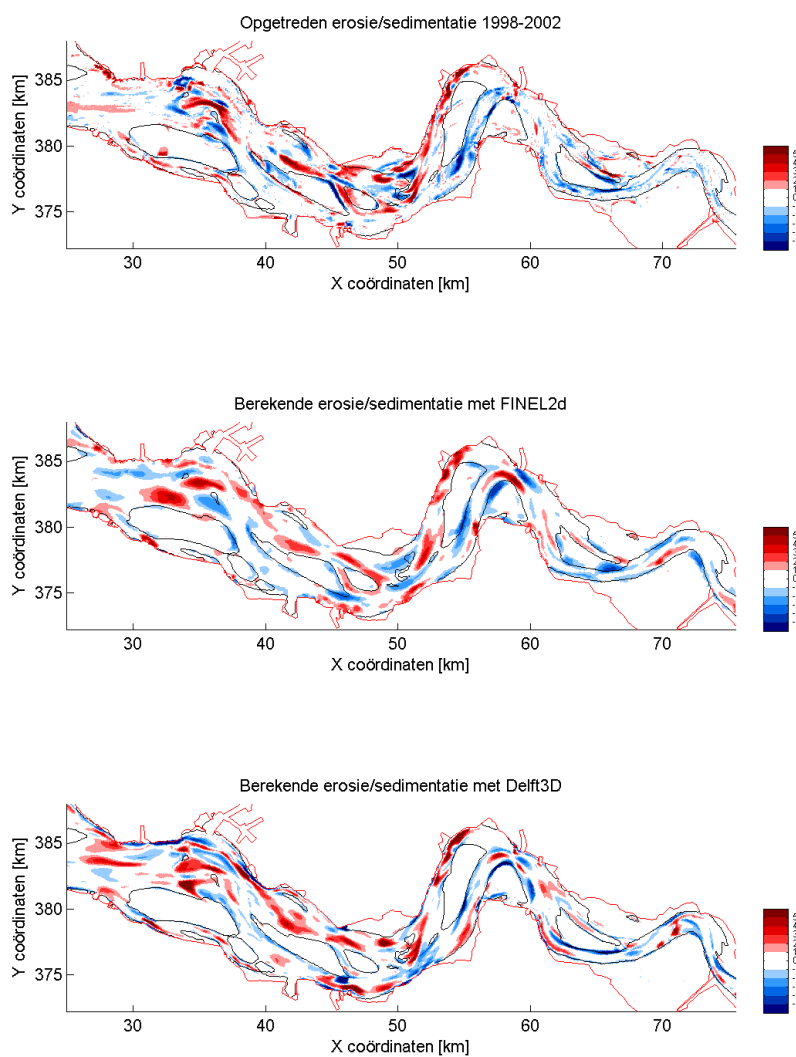 Opgetreden erosie/sedimentatie 1998-2002
Y coördinaten [km]
385
380
375
30 40 50 60 70
X coördinaten [km]
Berekende erosie/sedimentatie met FINEL2d
Y coördinaten [km]
385
380
375
30 40 50 60 70
X coördinaten [km]
Berekende erosie/sedimentatie met Delft3D
Y coördinaten [km]
385
380
375
30 40 50 60 70
X coördinaten [km]